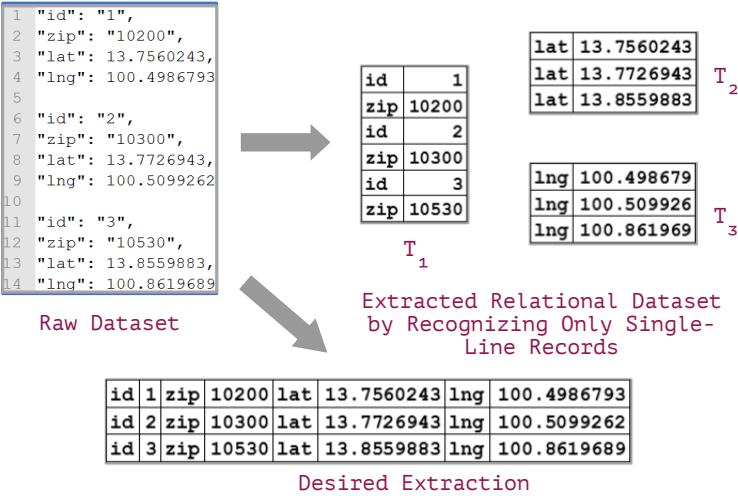 1 "id": "1",
2 "zip": "10200",
3 "lat": 13.7560243,
4 "lng": 100.4986793
5
6 "id": "2",
7 "zip": "10300",
8 "lat": 13.7726943,
9 "lng": 100.5099262
10
11 "id": "3",
12 "zip": "10530",
13 "lat": 13.8559883,
14 "lng": 100.8619689
Raw Dataset
id 1
zip 10200
id 2
zip 10300
id 3
zip 10530
T1
lat 13.7560243
lat 13.7726943
lat 13.8559883
T2
lng 100.498679
lng 100.509926
lng 100.861969
T3
Extracted Relational Dataset
by Recognizing Only Single-
Line Records
id 1 zip 10200 lat 13.7560243 lng 100.4986793
id 2 zip 10300 lat 13.7726943 lng 100.5099262
id 3 zip 10530 lat 13.8559883 lng 100.8619689
Desired Extraction